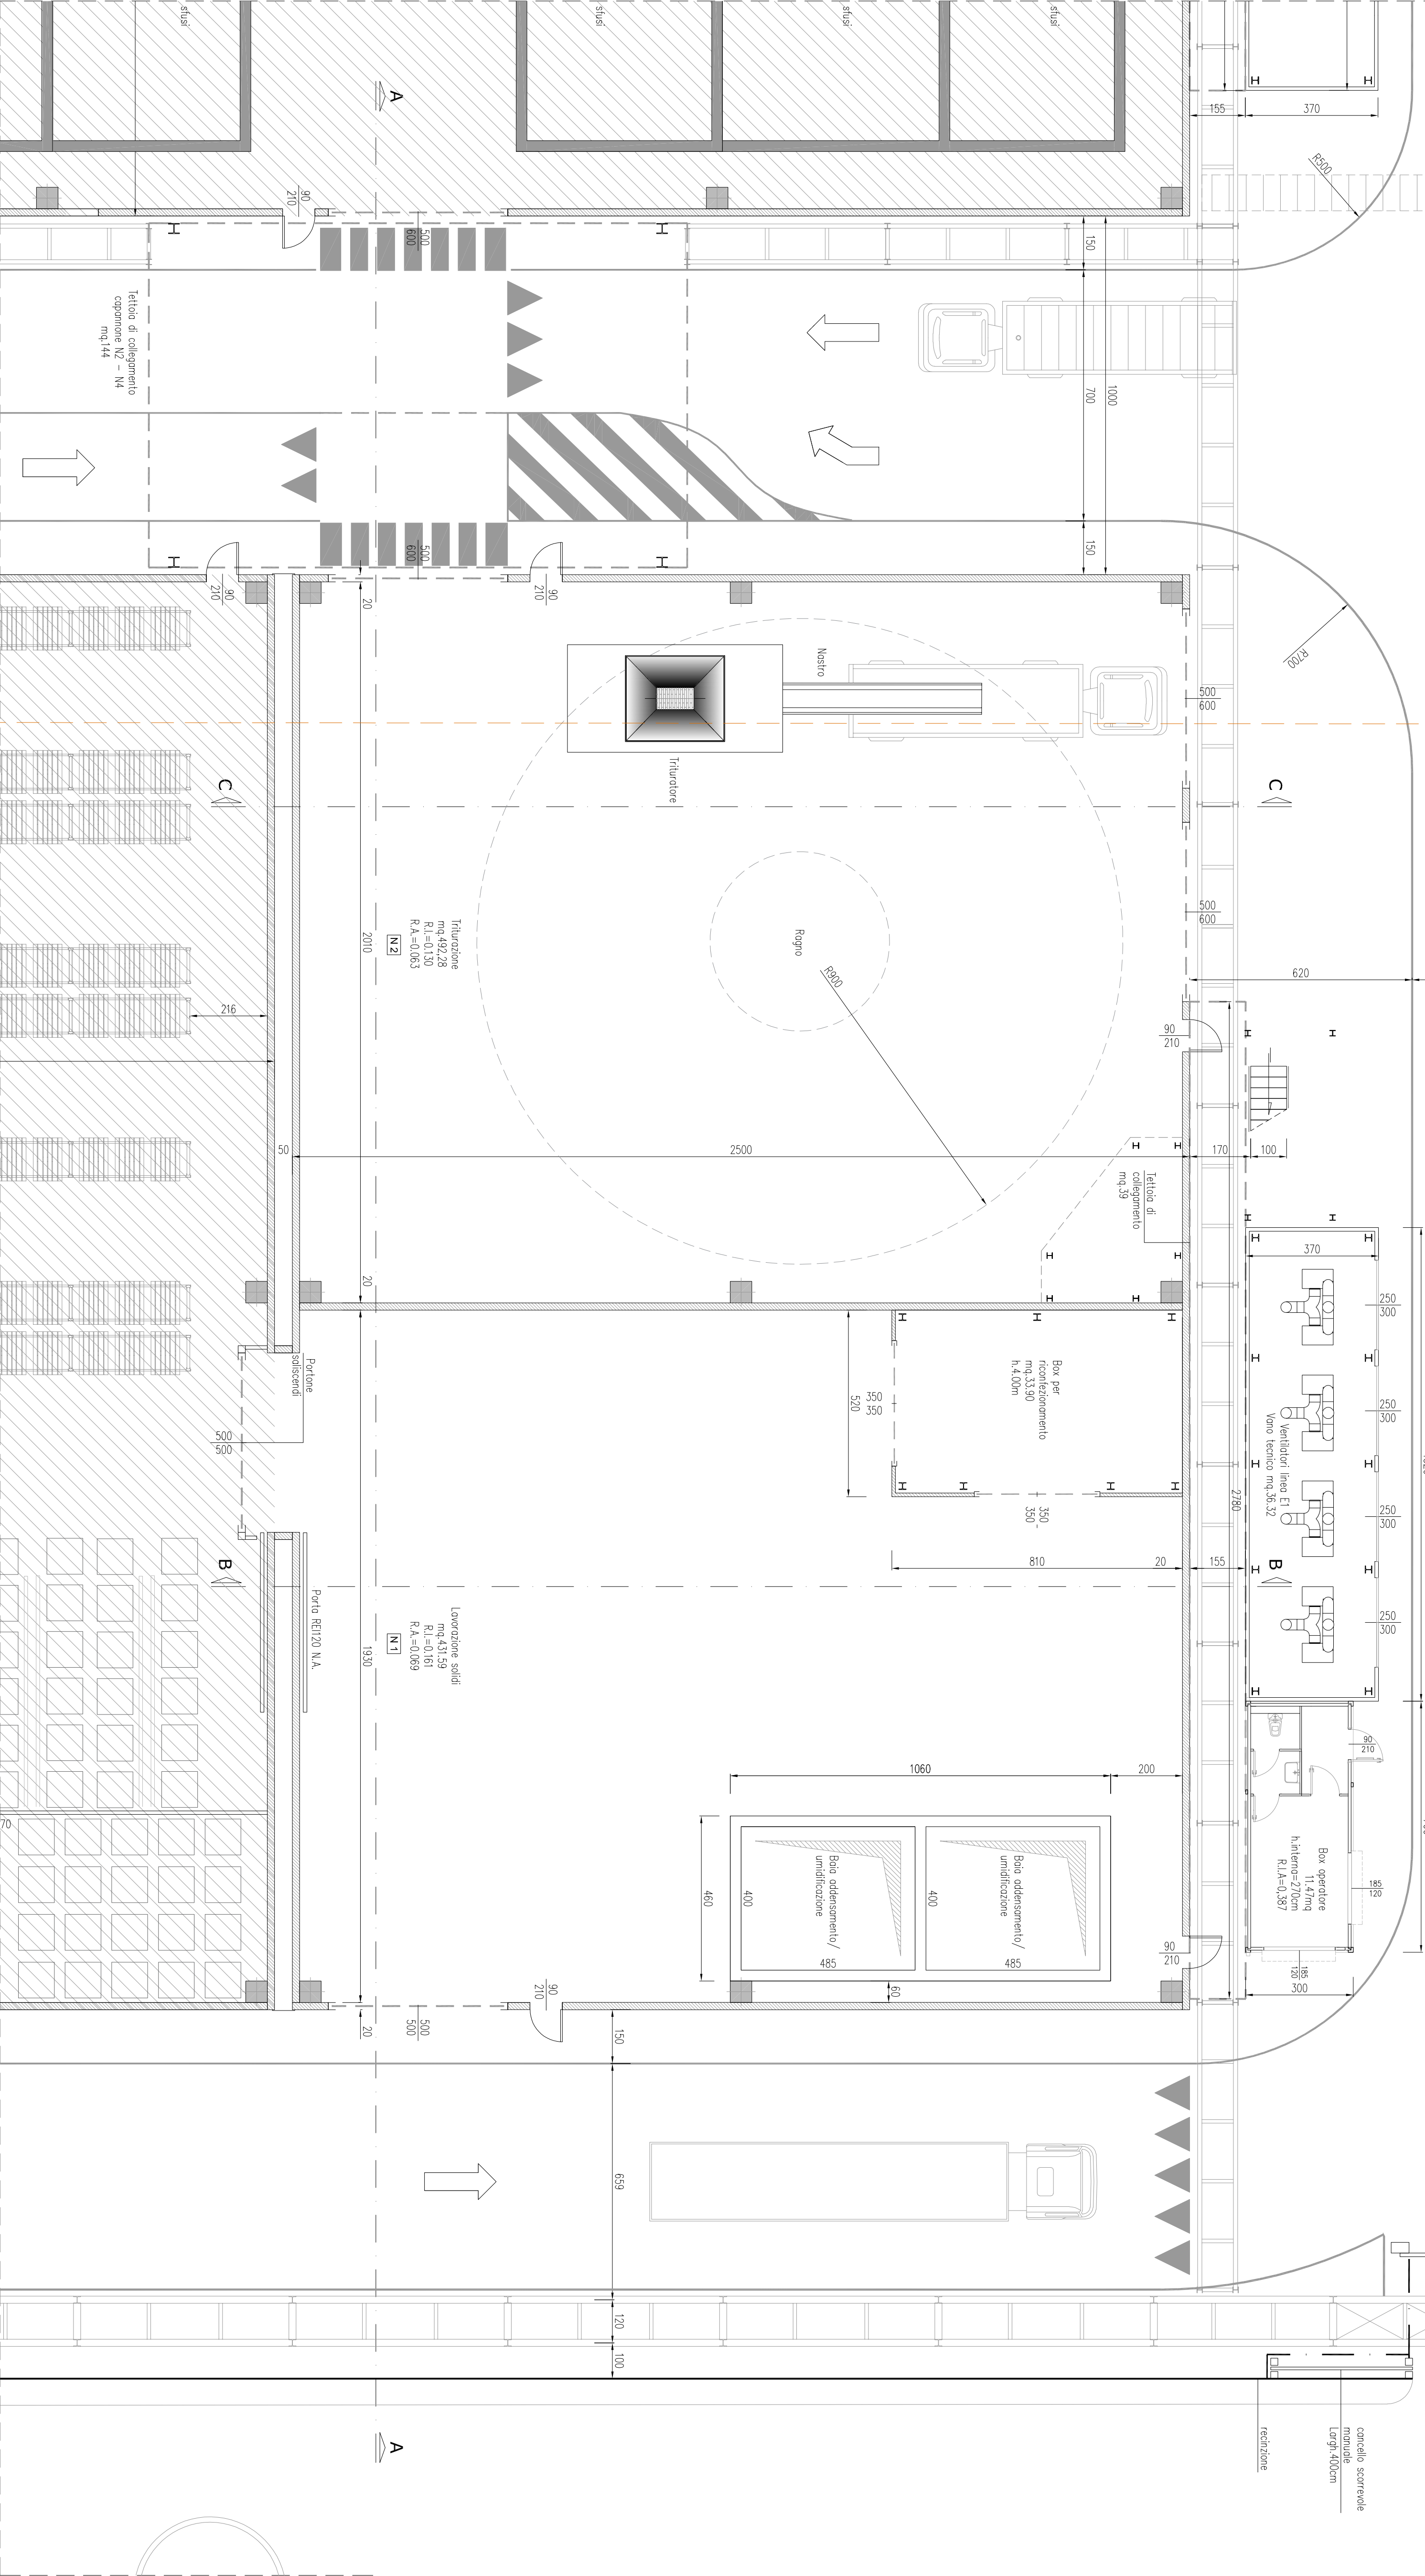 sfusi
sfusi
sfusi
A
155
370
R500
90
210
500
600
150
1000
700
Tettoia di collegamento
capannone N2 - N4
mq.144
500
600
150
90
210
90
210
20
R700
Nastro
Trituratore
500
600
C
C
500
600
Triturazione
mq.492,28
R.I.=0.130
R.A.=0.063
N2
2010
Ragno
R900
620
216
90
210
50
2500
170
100
Tettoia di
collegamento
mq.39
20
370
250
300
250
300
250
300
250
300
Ventilatori linea E1
Vano tecnico mq.36.32
Box per
riconfezionamento
mq.33.90
h.4.00m
520
350
350
350
350
Portone
saliscendi
500
500
2780
810
20
155
B
B
Porta REI120 N.A.
Lavorazione solidi
mq.431.59
R.I.=0.161
R.A.=0.069
N1
1930
1060
200
90
210
Box operatore
11.47mq
h.interna=270cm
R.I.A=0,387
185
120
185
120
300
70
460
400
Baia addensamento/
umidificazione
485
400
Baia addensamento/
umidificazione
485
60
90
210
90
210
500
500
20
150
659
120
100
A
cancello scorrevole
manuale
Largh.400cm
recinzione